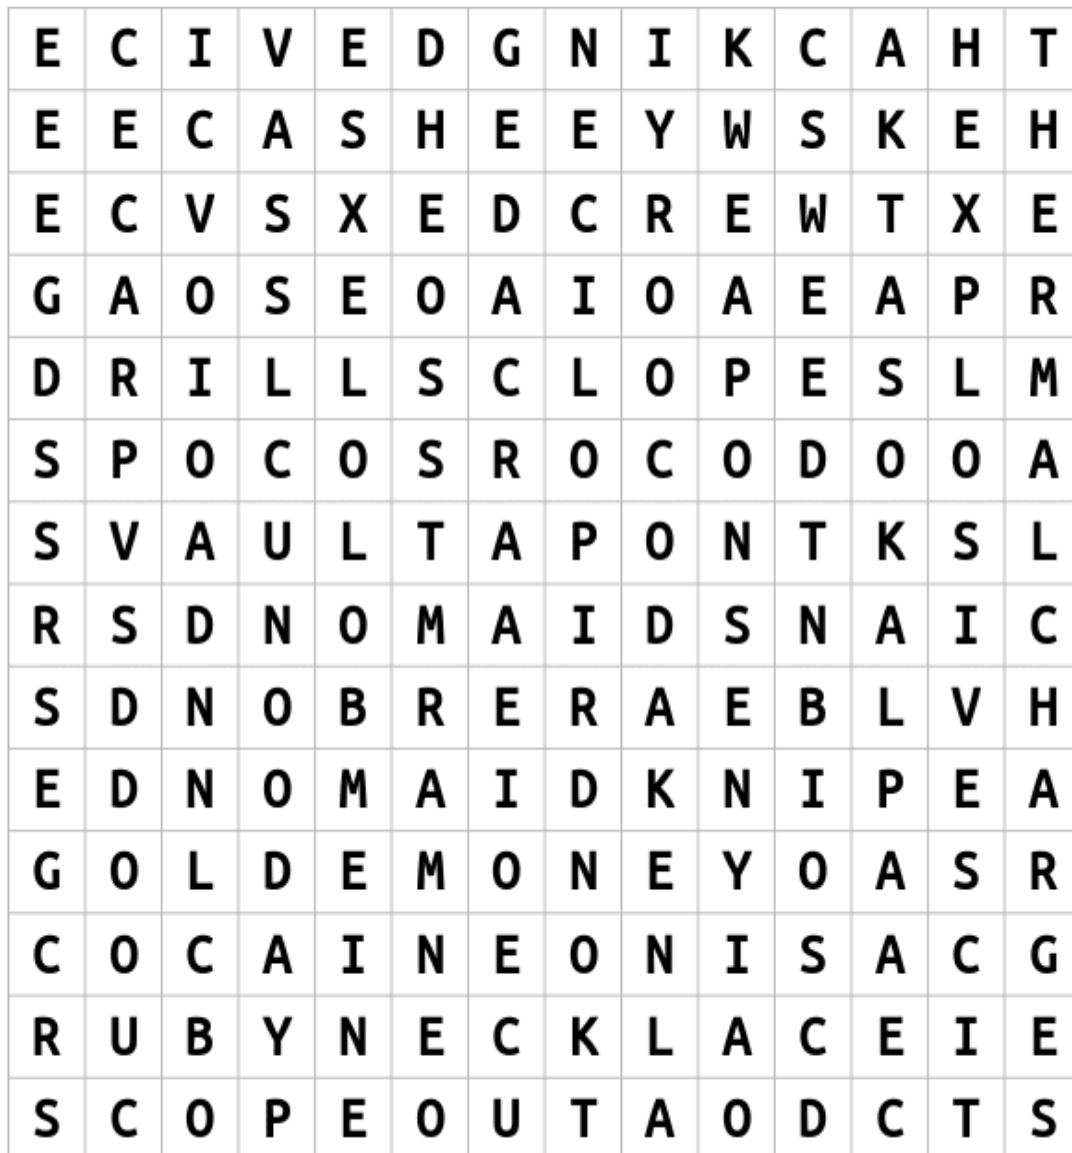 E C I V E D G N I K C A H T
E E C A S H E E Y W S K E H
E C V S X E D C R E W T X E
G A O S E O A I O A E A P R
D R I L L S C L O P E S L M
S P O C O S R O C O D O O A
S V A U L T A P O N T K S L
R S D N O M A I D S N A I C
S D N O B R E R A E B L V H
E D N O M A I D K N I P E A
G O L D E M O N E Y O A S R
C O C A I N E O N I S A C G
R U B Y N E C K L A C E I E
S C O P E O U T A O D C T S